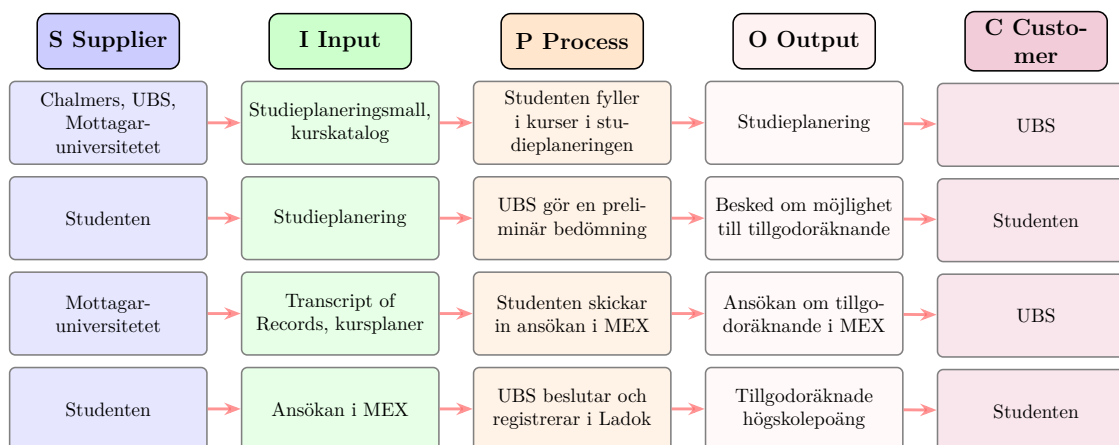 S Supplier
I Input
P Process
O Output
C Custo-
mer
Chalmers, UBS,
Mottagar-
universitetet
Studieplaneringsmall,
kurskatalog
Studenten fyller
i kurser i stu-
dieplaneringen
Studieplanering
UBS
Studenten
Studieplanering
UBS gör en preli-
minär bedömning
Besked om möjlighet
till tillgodoräknande
Studenten
Mottagar-
universitetet
Transcript of
Records, kursplaner
Studenten skickar
in ansökan i MEX
Ansökan om tillgo-
doräknande i MEX
UBS
Studenten
Ansökan i MEX
UBS beslutar och
registrerar i Ladok
Tillgodoräknade
högskolepoäng
Studenten